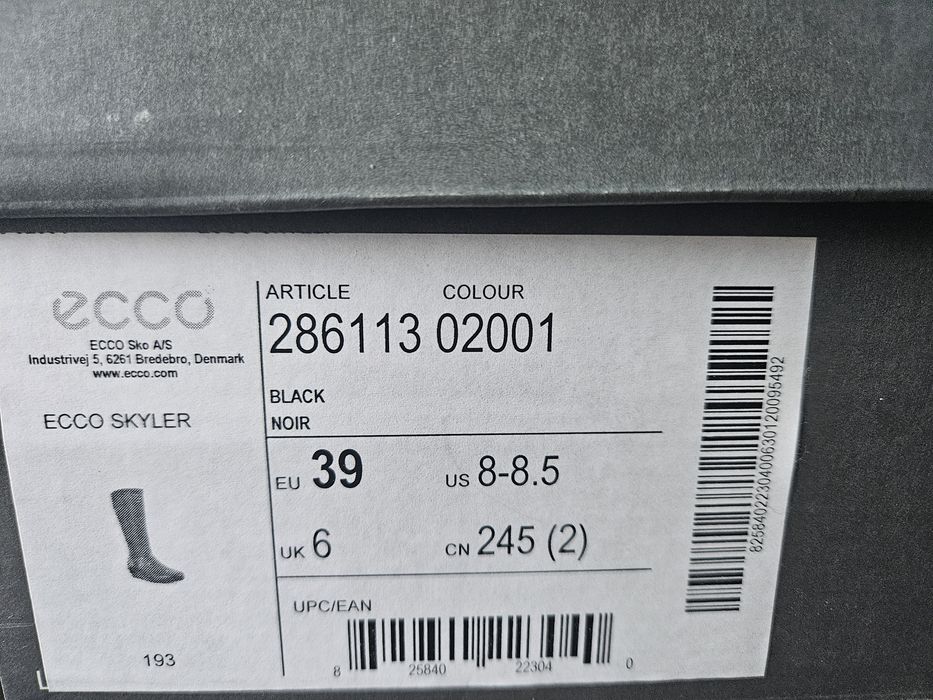 ecco
ECCO Sko A/S
Industrivej 5, 6261 Bredebro, Denmark
www.ecco.com
ECCO SKYLER
193
ARTICLE COLOUR
286113 02001
BLACK
NOIR
EU 39 US 8-8.5
UK 6 CN 245 (2)
UPC/EAN
8 25840 22304 0
8258402230400630120095492